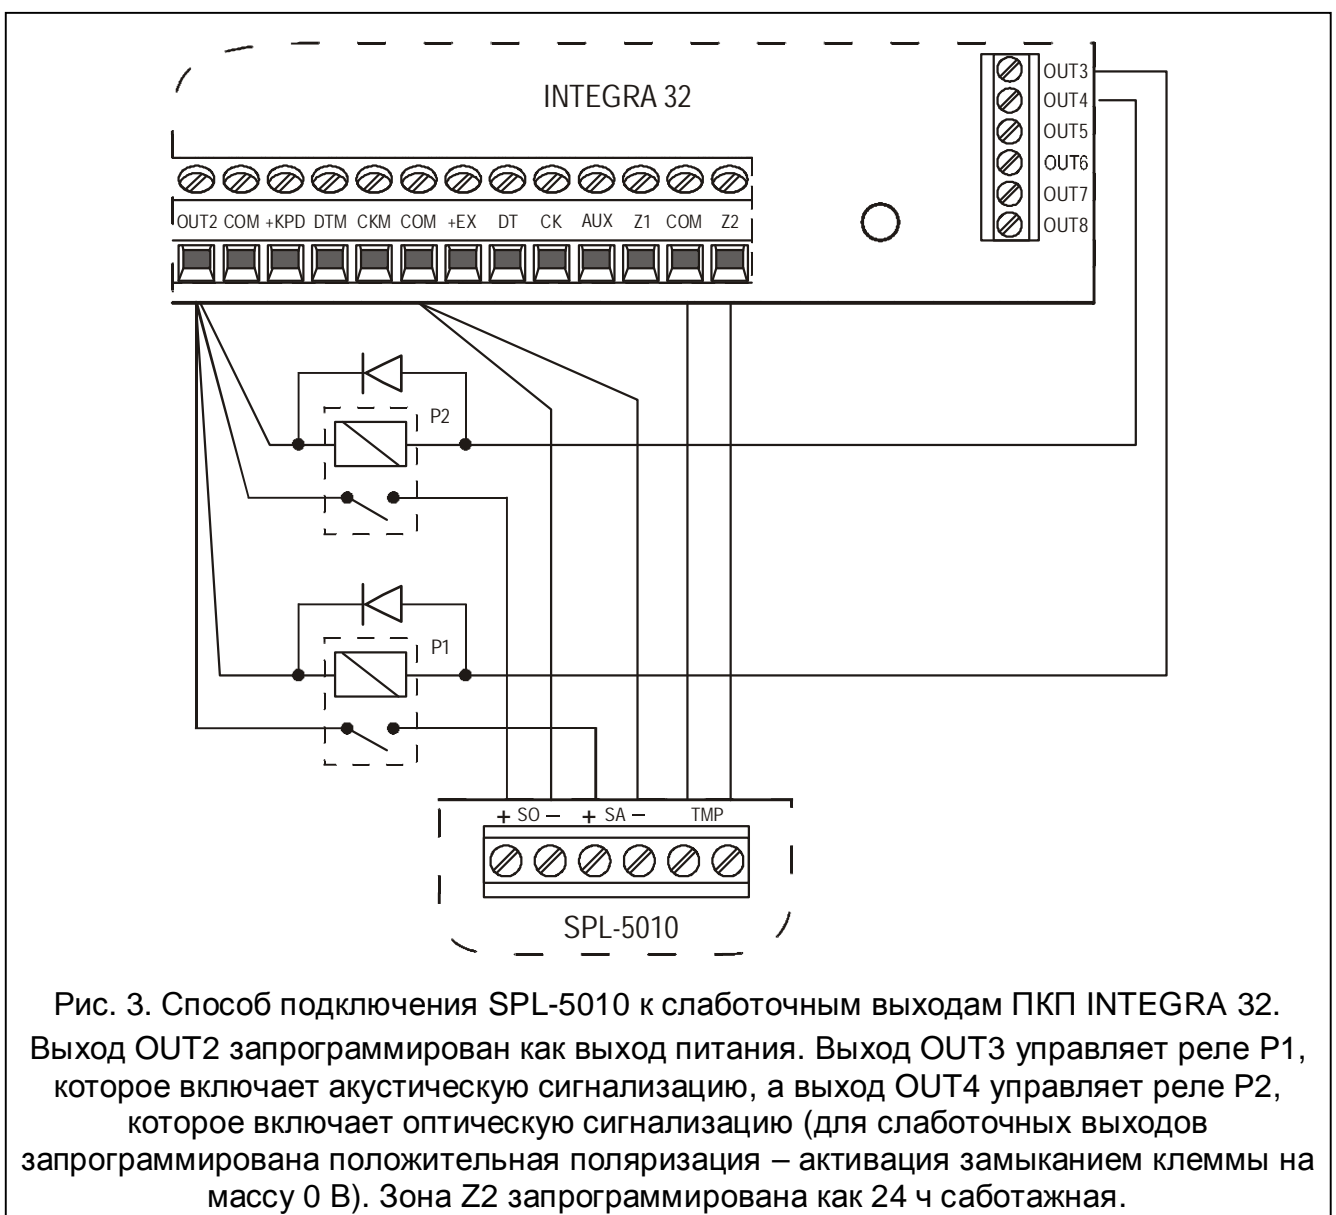 INTEGRA 32
OUT3
OUT4
OUT5
OUT6
OUT7
OUT8
OUT2 COM +KPD DTM CKM COM +EX DT CK AUX Z1 COM Z2
P2
P1
+ SO – + SA – TMP
SPL-5010
Рис. 3. Способ подключения SPL-5010 к слаботочным выходам ПКП INTEGRA 32.
Выход OUT2 запрограммирован как выход питания. Выход OUT3 управляет реле P1,
которое включает акустическую сигнализацию, а выход OUT4 управляет реле P2,
которое включает оптическую сигнализацию (для слаботочных выходов
запрограммирована положительная поляризация – активация замыканием клеммы на
массу 0 В). Зона Z2 запрограммирована как 24 ч саботажная.